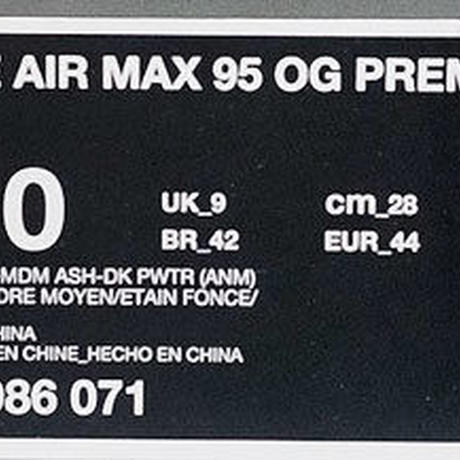 E AIR MAX 95 OG PREM
0
UK_9
cm_28
BR_42
EUR_44
MDM ASH-DK PWTR (ANM)
DRE MOYEN/ETAIN FONCE/
HINA
EN CHINE_HECHO EN CHINA
086 071